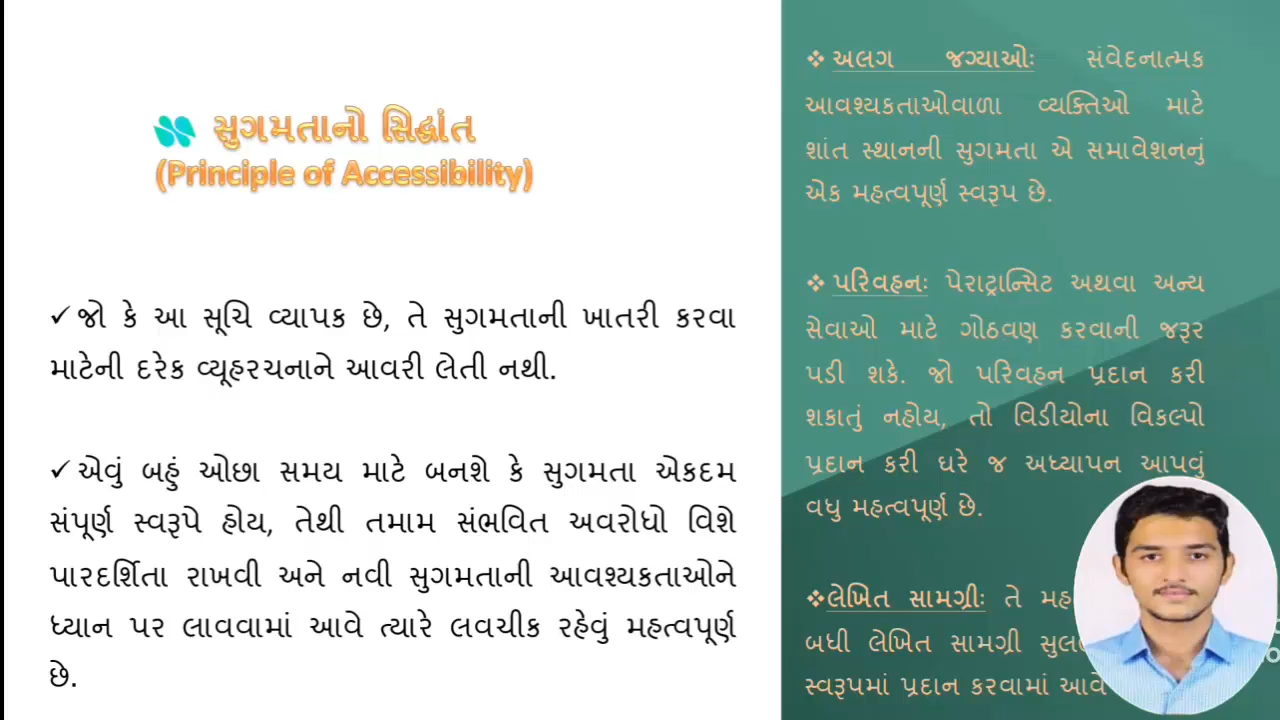 સુગમતાનો સિદ્ધાંત
(Principle of Accessibility)
✓જો કે આ સૂચિ વ્યાપક છે, તે સુગમતાની ખાતરી કરવા
માટેની દરેક વ્યૂહરચનાને આવરી લેતી નથી.
✓એવું બહું ઓછા સમય માટે બનશે કે સુગમતા એકદમ
સંપૂર્ણ સ્વરૂપે હોય, તેથી તમામ સંભવિત અવરોધો વિશે
પારદર્શિતા રાખવી અને નવી સુગમતાની આવશ્યકતાઓને
ધ્યાન પર લાવવામાં આવે ત્યારે લવચીક રહેવું મહત્વપૂર્ણ
છે.
❖અલગ જગ્યાઓઃ સંવેદનાત્મક
આવશ્યકતાઓવાળા વ્યક્તિઓ માટે
શાંત સ્થાનની સુગમતા એ સમાવેશનનું
એક મહત્વપૂર્ણ સ્વરૂપ છે.
❖પરિવહનઃ પેરાટ્રાન્સિટ અથવા અન્ય
સેવાઓ માટે ગોઠવણ કરવાની જરૂર
પડી શકે. જો પરિવહન પ્રદાન કરી
શકાતું નહોય, તો વિડીયોના વિકલ્પો
પ્રદાન કરી ઘરે જ અધ્યાપન આપવું
વધુ મહત્વપૂર્ણ છે.
❖લેખિત સામગ્રીઃ તે
બધી લેખિત સામગ્રી
સ્વરૂપમાં પ્રદાન કરવામાં આવે